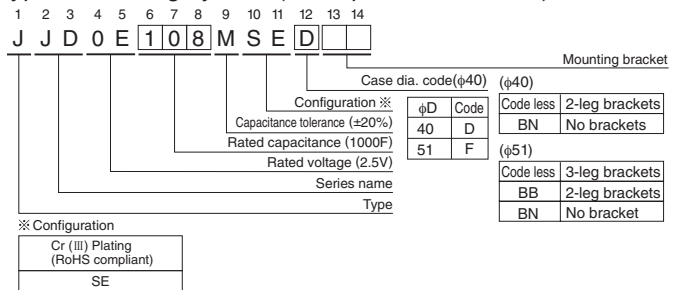 1 2 3 4 5 6 7 8 9 10 11 12 13 14
J J D 0 E 1 0 8 M S E D
Mounting bracket
Case dia. code(φ40)
Configuration ※
Capacitance tolerance (±20%)
Rated capacitance (1000F)
Rated voltage (2.5V)
Series name
Type
φD Code
40 D
51 F
(φ40)
Code less 2-leg brackets
BN No brackets
(φ51)
Code less 3-leg brackets
BB 2-leg brackets
BN No bracket
※ Configuration
Cr (Ⅲ) Plating
(RoHS compliant)
SE